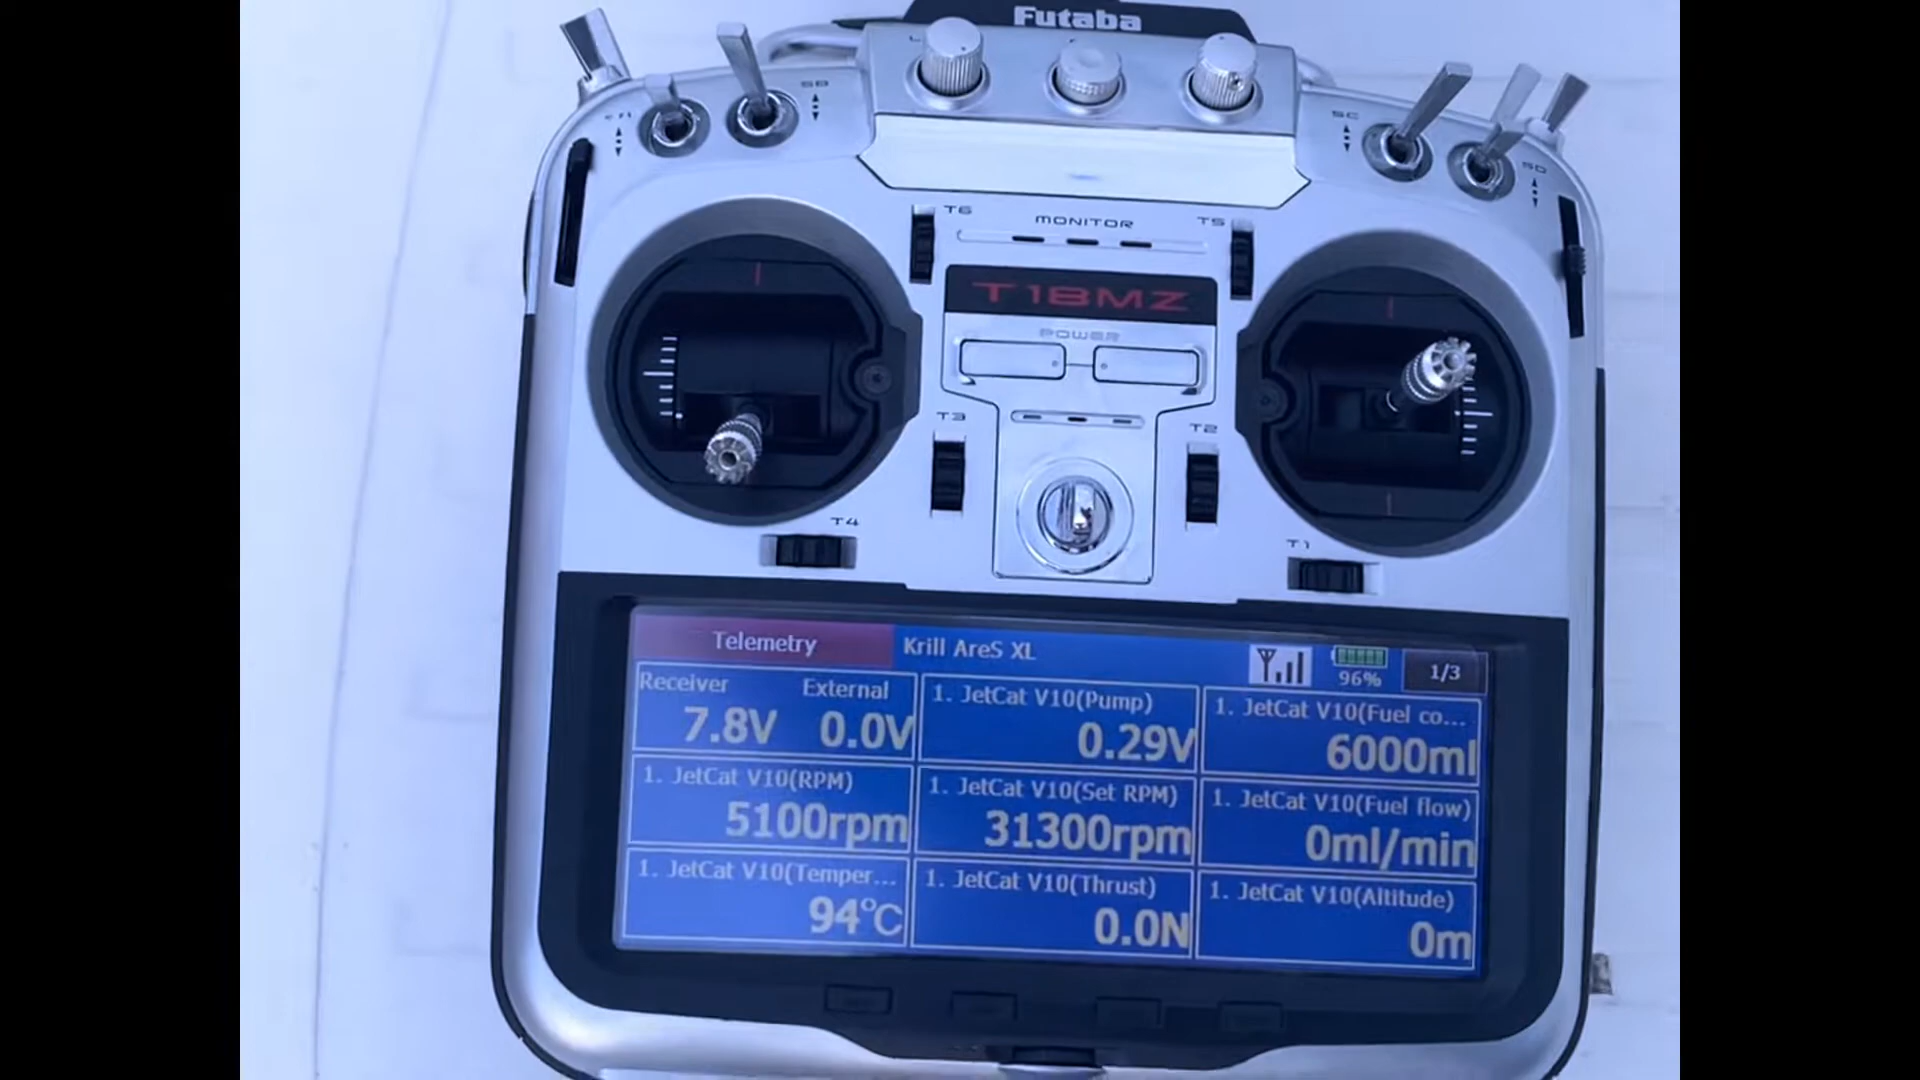 Futaba
SB
SC
SD
T6
MONITOR
T5
T18MZ
POWER
T3
T2
T4
T1
Telemetry
Krill AreS XL
96%
1/3
Receiver External
7.8V 0.0V
1. JetCat V10(Pump)
0.29V
1. JetCat V10(Fuel co...
6000ml
1. JetCat V10(RPM)
5100rpm
1. JetCat V10(Set RPM)
31300rpm
1. JetCat V10(Fuel flow)
0ml/min
1. JetCat V10(Temper...
94°C
1. JetCat V10(Thrust)
0.0N
1. JetCat V10(Altitude)
0m